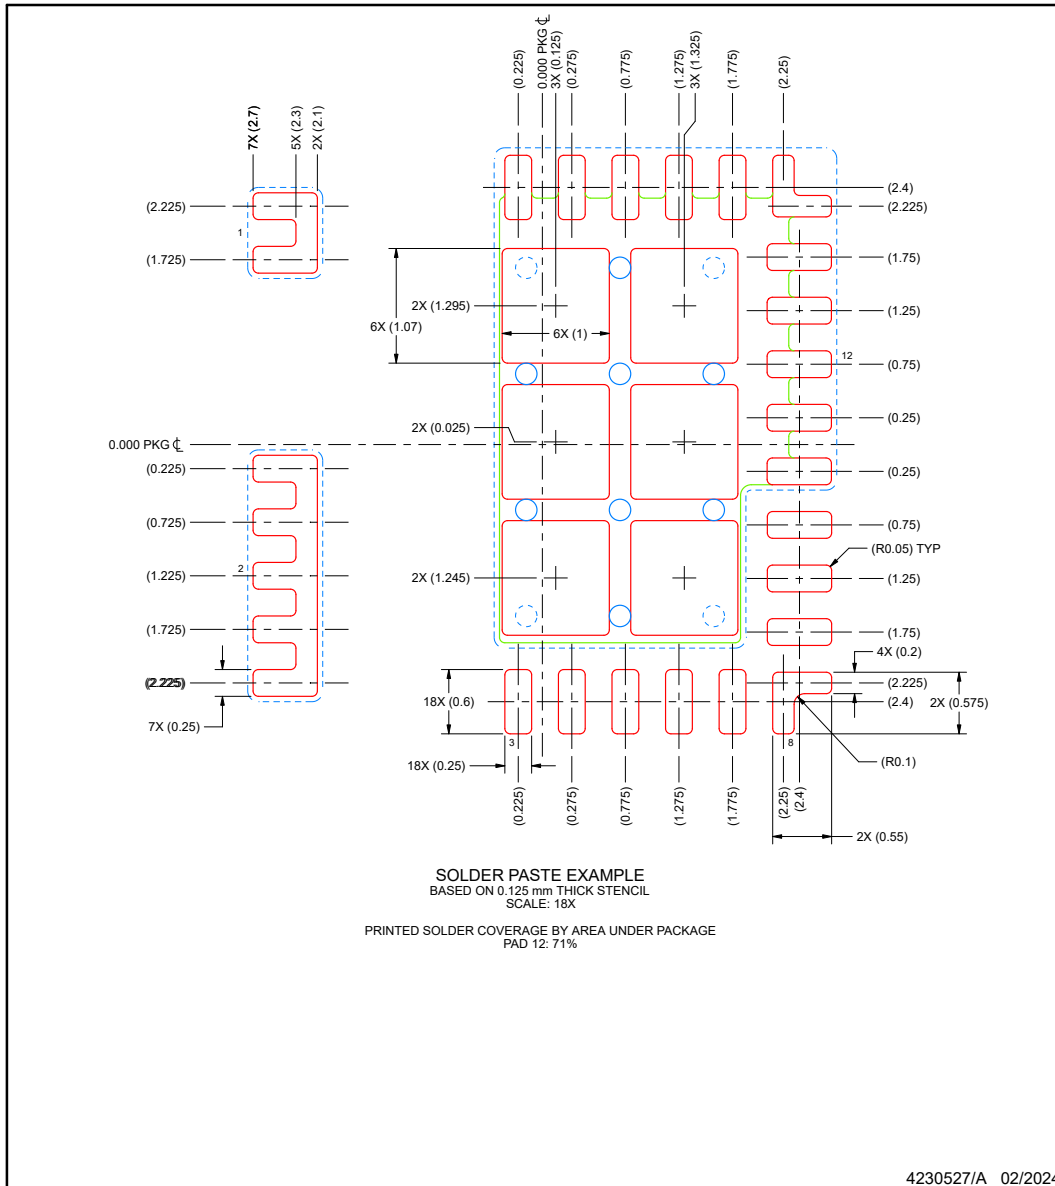 (0.225)
0.000 PKG ℄
3X (0.125)
(0.275)
(0.775)
(1.275)
3X (1.325)
(1.775)
(2.25)
7X (2.7)
5X (2.3)
2X (2.1)
(2.225)
1
(1.725)
(2.4)
(2.225)
(1.75)
2X (1.295)
(1.25)
6X (1.07)
6X (1)
12
(0.75)
2X (0.025)
(0.25)
0.000 PKG ℄
(0.225)
(0.25)
(0.725)
(0.75)
(R0.05) TYP
2
(1.225)
2X (1.245)
(1.25)
(1.725)
(1.75)
4X (0.2)
(2.225)
(2.225)
18X (0.6)
(2.4)
2X (0.575)
7X (0.25)
3
8
18X (0.25)
(R0.1)
(0.225)
(0.275)
(0.775)
(1.275)
(1.775)
(2.25)
(2.4)
2X (0.55)
SOLDER PASTE EXAMPLE
BASED ON 0.125 mm THICK STENCIL
SCALE: 18X
PRINTED SOLDER COVERAGE BY AREA UNDER PACKAGE
PAD 12: 71%
4230527/A 02/2024